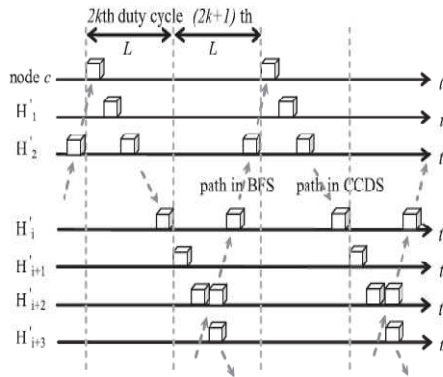 2kth duty cycle (2k+1) th
L L
node c
H'1
H'2 t
path in BFS path in CCDS
H'i t
H'i+1 t
H'i+2 t
H'i+3 t